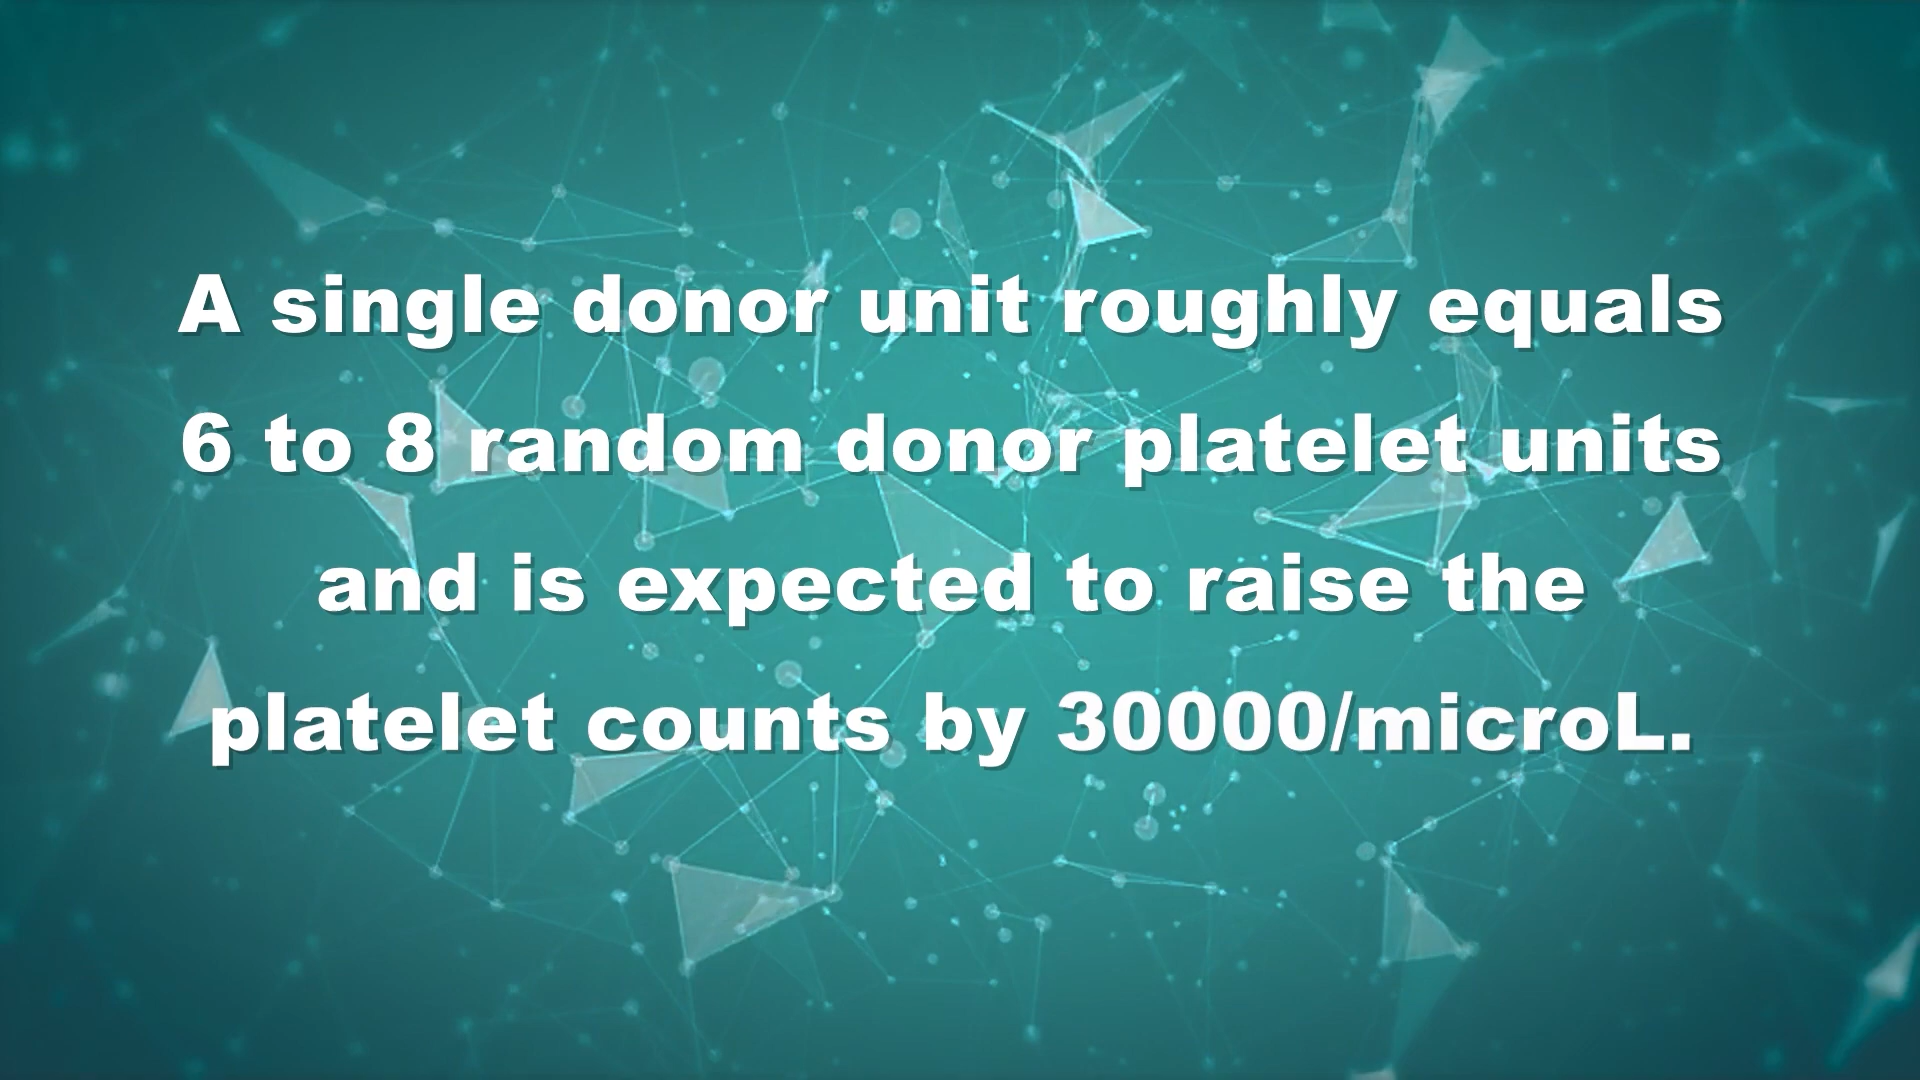 A single donor unit roughly equals
6 to 8 random donor platelet units
and is expected to raise the
platelet counts by 30000/microL.